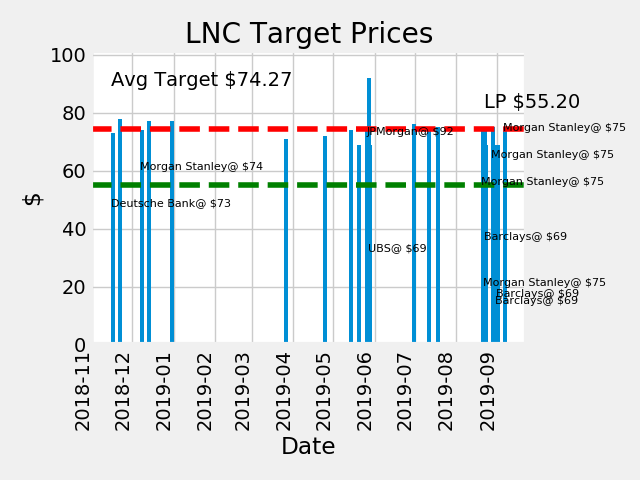 LNC Target Prices
100
80
60
40
20
0
$
Avg Target $74.27
LP $55.20
Morgan Stanley@ $75
JPMorgan@ $92
Morgan Stanley@ $75
Morgan Stanley@ $74
Morgan Stanley@ $75
Deutsche Bank@ $73
Barclays@ $69
UBS@ $69
Morgan Stanley@ $75
Barclays@ $69
Barclays@ $69
2018-11
2018-12
2019-01
2019-02
2019-03
2019-04
2019-05
2019-06
2019-07
2019-08
2019-09
Date